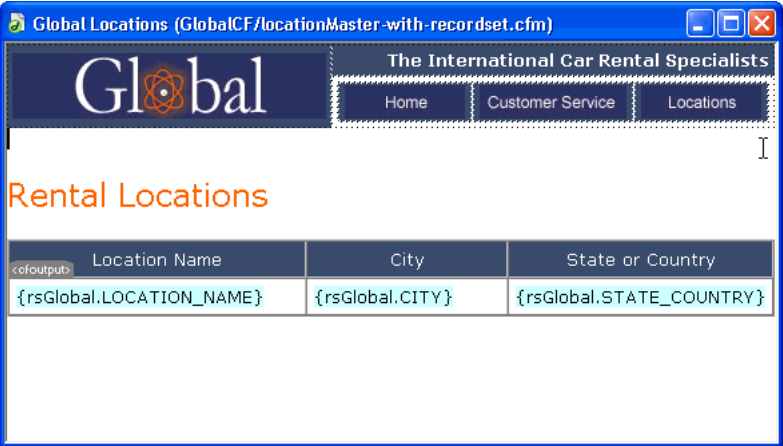 Global Locations (GlobalCF/locationMaster-with-recordset.cfm)
The International Car Rental Specialists
Global
Home Customer Service Locations
Rental Locations
Location Name City State or Country
<cfoutput>
{rsGlobal.LOCATION_NAME} {rsGlobal.CITY} {rsGlobal.STATE_COUNTRY}